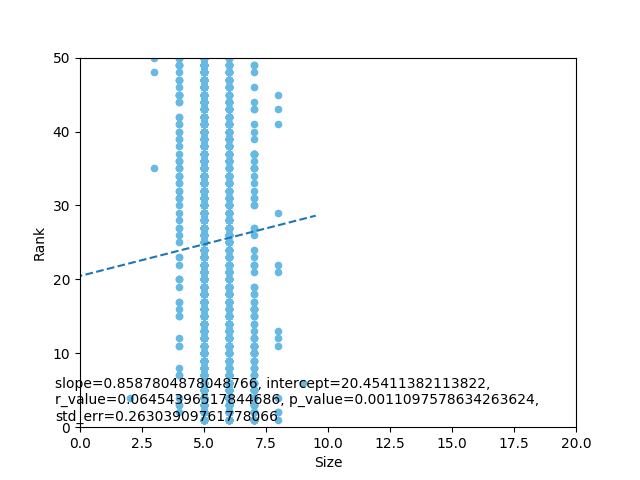 50
40
30
20
10
0
Rank
slope=0.8587804878048766, intercept=20.45411382113822,
r_value=0.06454396517844686, p_value=0.0011097578634263624,
std_err=0.26303909761778066
0.0 2.5 5.0 7.5 10.0 12.5 15.0 17.5 20.0
Size